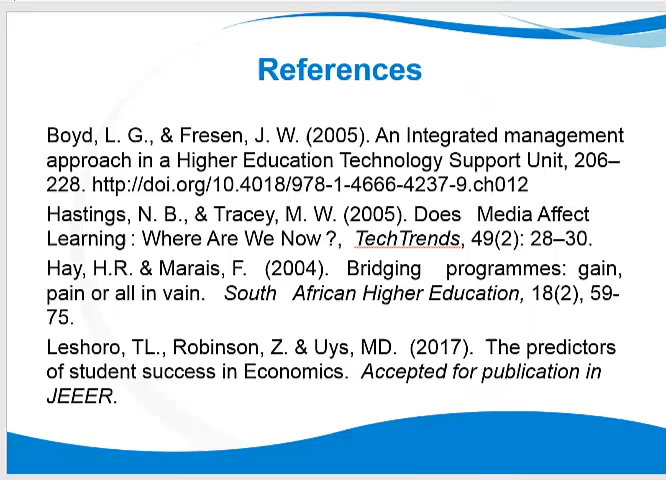 References
Boyd, L. G., & Fresen, J. W. (2005). An Integrated management
approach in a Higher Education Technology Support Unit, 206–
228. http://doi.org/10.4018/978-1-4666-4237-9.ch012
Hastings, N. B., & Tracey, M. W. (2005). Does Media Affect
Learning : Where Are We Now ?, TechTrends, 49(2): 28–30.
Hay, H.R. & Marais, F. (2004). Bridging programmes: gain,
pain or all in vain. South African Higher Education, 18(2), 59-
75.
Leshoro, TL., Robinson, Z. & Uys, MD. (2017). The predictors
of student success in Economics. Accepted for publication in
JEEER.